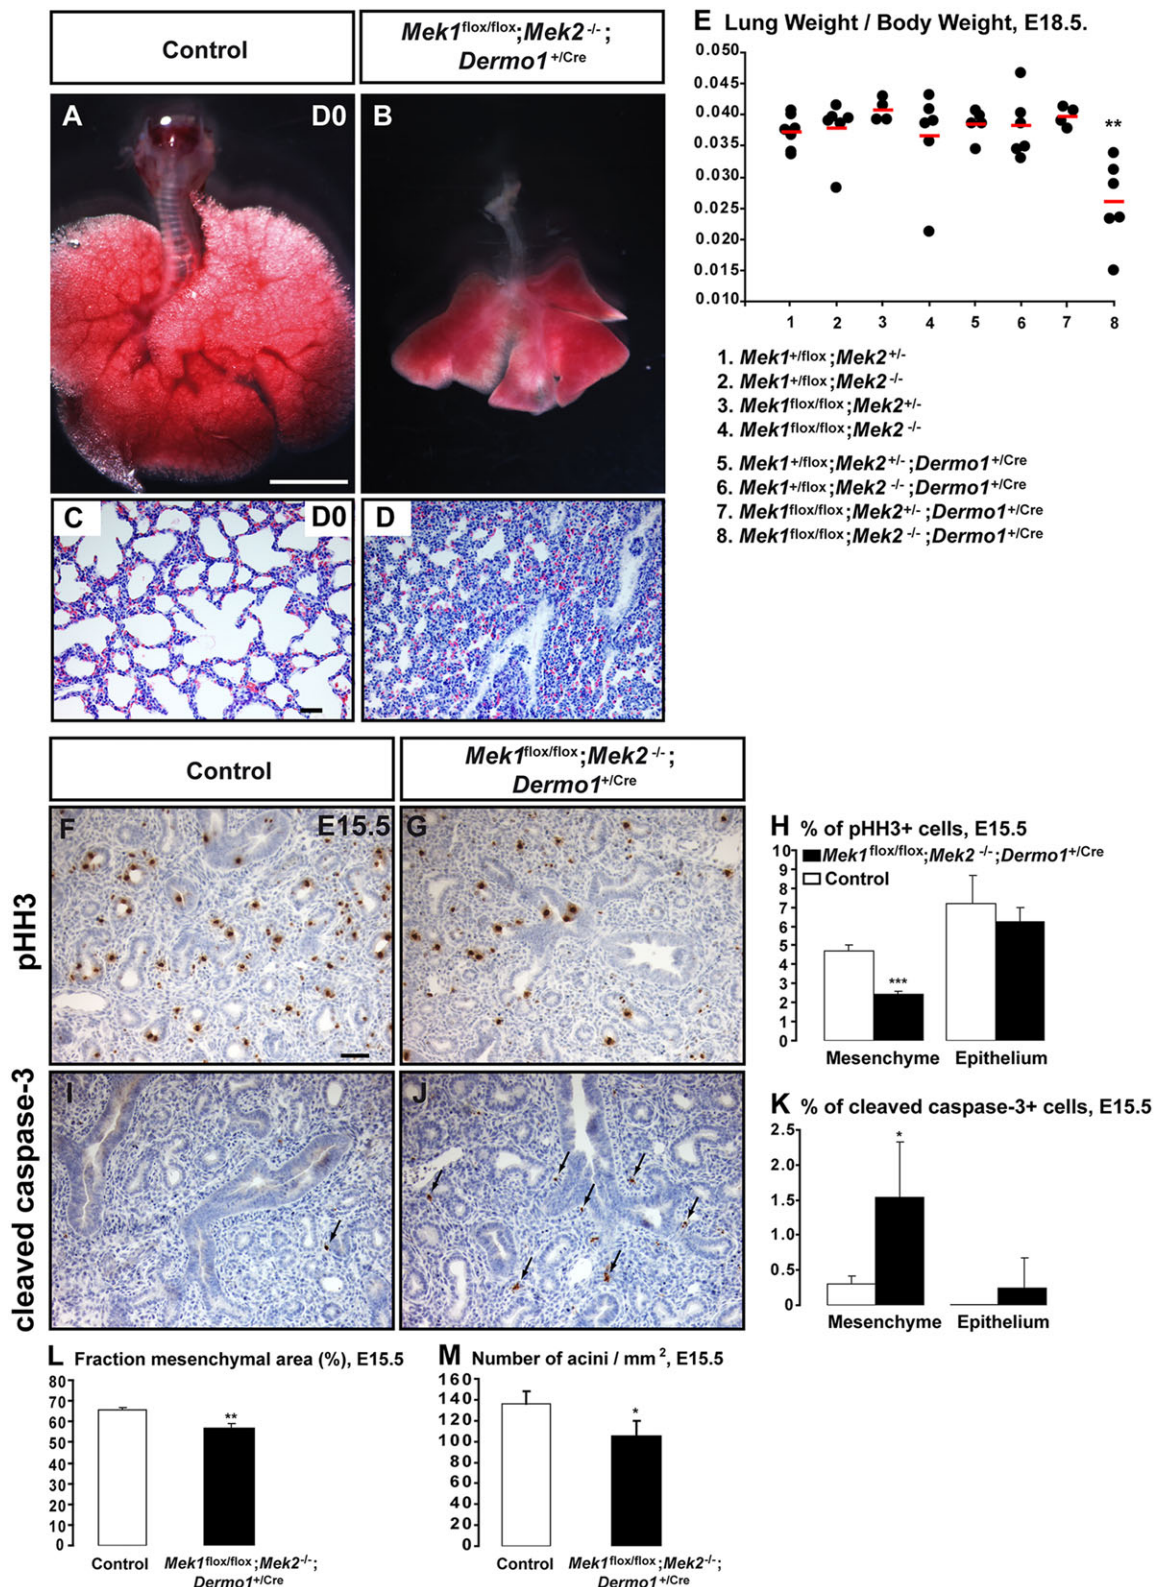 Control
Mek1flox/flox;Mek2-/-;
Dermo1+/Cre
A D0
B
C D0
D
E Lung Weight / Body Weight, E18.5.
0.050
0.045
0.040
0.035
0.030
0.025
0.020
0.015
0.010
**
1 2 3 4 5 6 7 8
1. Mek1+/flox;Mek2+/-
2. Mek1+/flox;Mek2-/-
3. Mek1flox/flox;Mek2+/-
4. Mek1flox/flox;Mek2-/-
5. Mek1+/flox;Mek2+/-;Dermo1+/Cre
6. Mek1+/flox;Mek2-/-;Dermo1+/Cre
7. Mek1flox/flox;Mek2+/-;Dermo1+/Cre
8. Mek1flox/flox;Mek2-/-;Dermo1+/Cre
Control
Mek1flox/flox;Mek2-/-;
Dermo1+/Cre
pHH3
F E15.5
G
H % of pHH3+ cells, E15.5
Mek1flox/flox;Mek2-/-;Dermo1+/Cre
Control
10
9
8
7
6
5
4
3
2
1
0
***
Mesenchyme Epithelium
cleaved caspase-3
I
J
K % of cleaved caspase-3+ cells, E15.5
2.5
2.0
1.5
1.0
0.5
0
*
Mesenchyme Epithelium
L Fraction mesenchymal area (%), E15.5
80
70
60
50
40
30
20
10
0
**
Control Mek1flox/flox;Mek2-/-;
Dermo1+/Cre
M Number of acini / mm2, E15.5
160
140
120
100
80
60
40
20
0
*
Control Mek1flox/flox;Mek2-/-;
Dermo1+/Cre